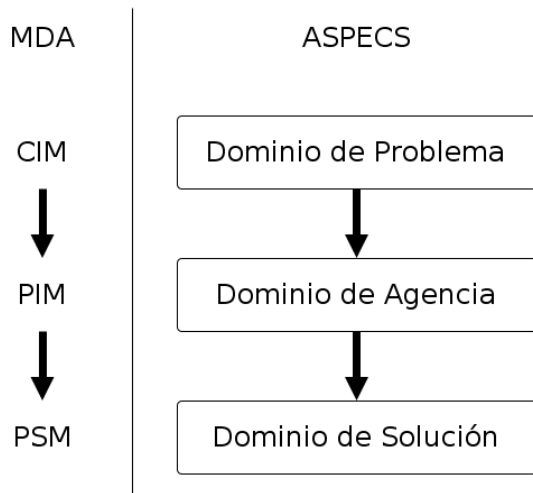 MDA
ASPECS
CIM
Dominio de Problema
PIM
Dominio de Agencia
PSM
Dominio de Solución